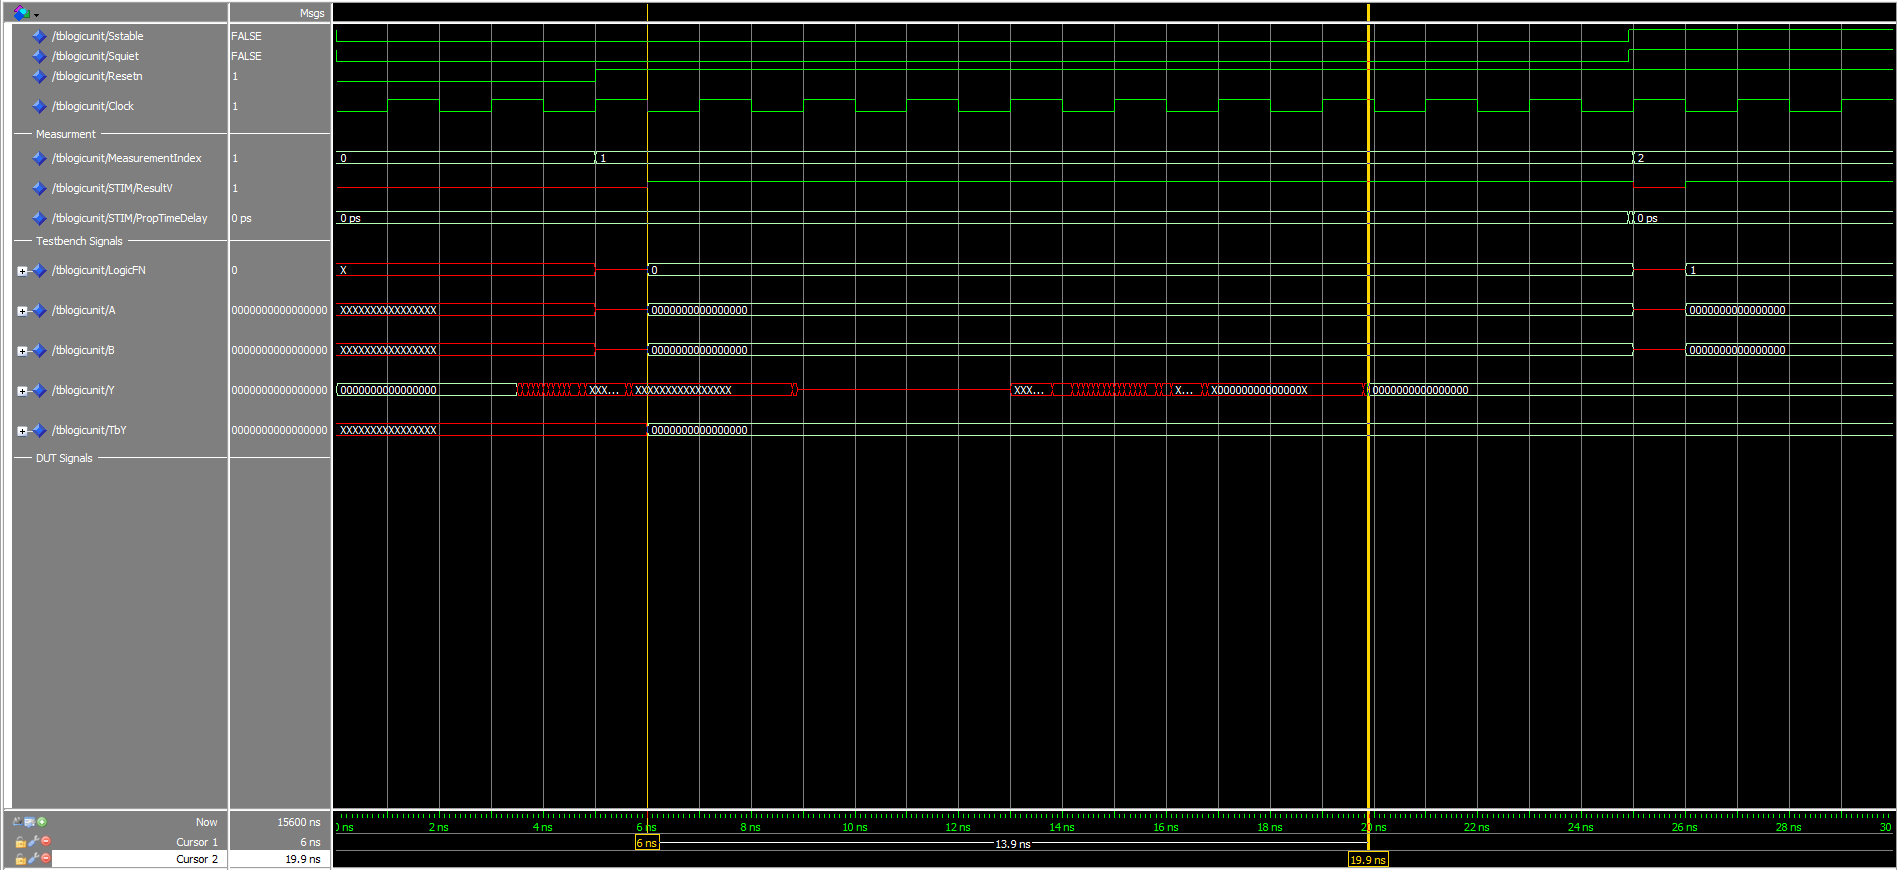 Msgs
/tblogicunit/Sstable FALSE
/tblogicunit/Squiet FALSE
/tblogicunit/Resetn 1
/tblogicunit/Clock 1
Measurment
/tblogicunit/MeasurementIndex 1 0 1 2
/tblogicunit/STIM/ResultV 1
/tblogicunit/STIM/PropTimeDelay 0 ps 0 ps 0 ps
Testbench Signals
/tblogicunit/LogicFN 0 X 0 1
/tblogicunit/A 0000000000000000 XXXXXXXXXXXXXXXX 0000000000000000 0000000000000000
/tblogicunit/B 0000000000000000 XXXXXXXXXXXXXXXX 0000000000000000 0000000000000000
/tblogicunit/Y 0000000000000000 0000000000000000 XXX... XXXXXXXXXXXXXXXX XXX... X... X00000000000000X 0000000000000000
/tblogicunit/TbY 0000000000000000 XXXXXXXXXXXXXXXX 0000000000000000
DUT Signals
Now 15600 ns ns 2 ns 4 ns 6 ns 8 ns 10 ns 12 ns 14 ns 16 ns 18 ns 20 ns 22 ns 24 ns 26 ns 28 ns 30
Cursor 1 6 ns 6 ns 13.9 ns
Cursor 2 19.9 ns 19.9 ns